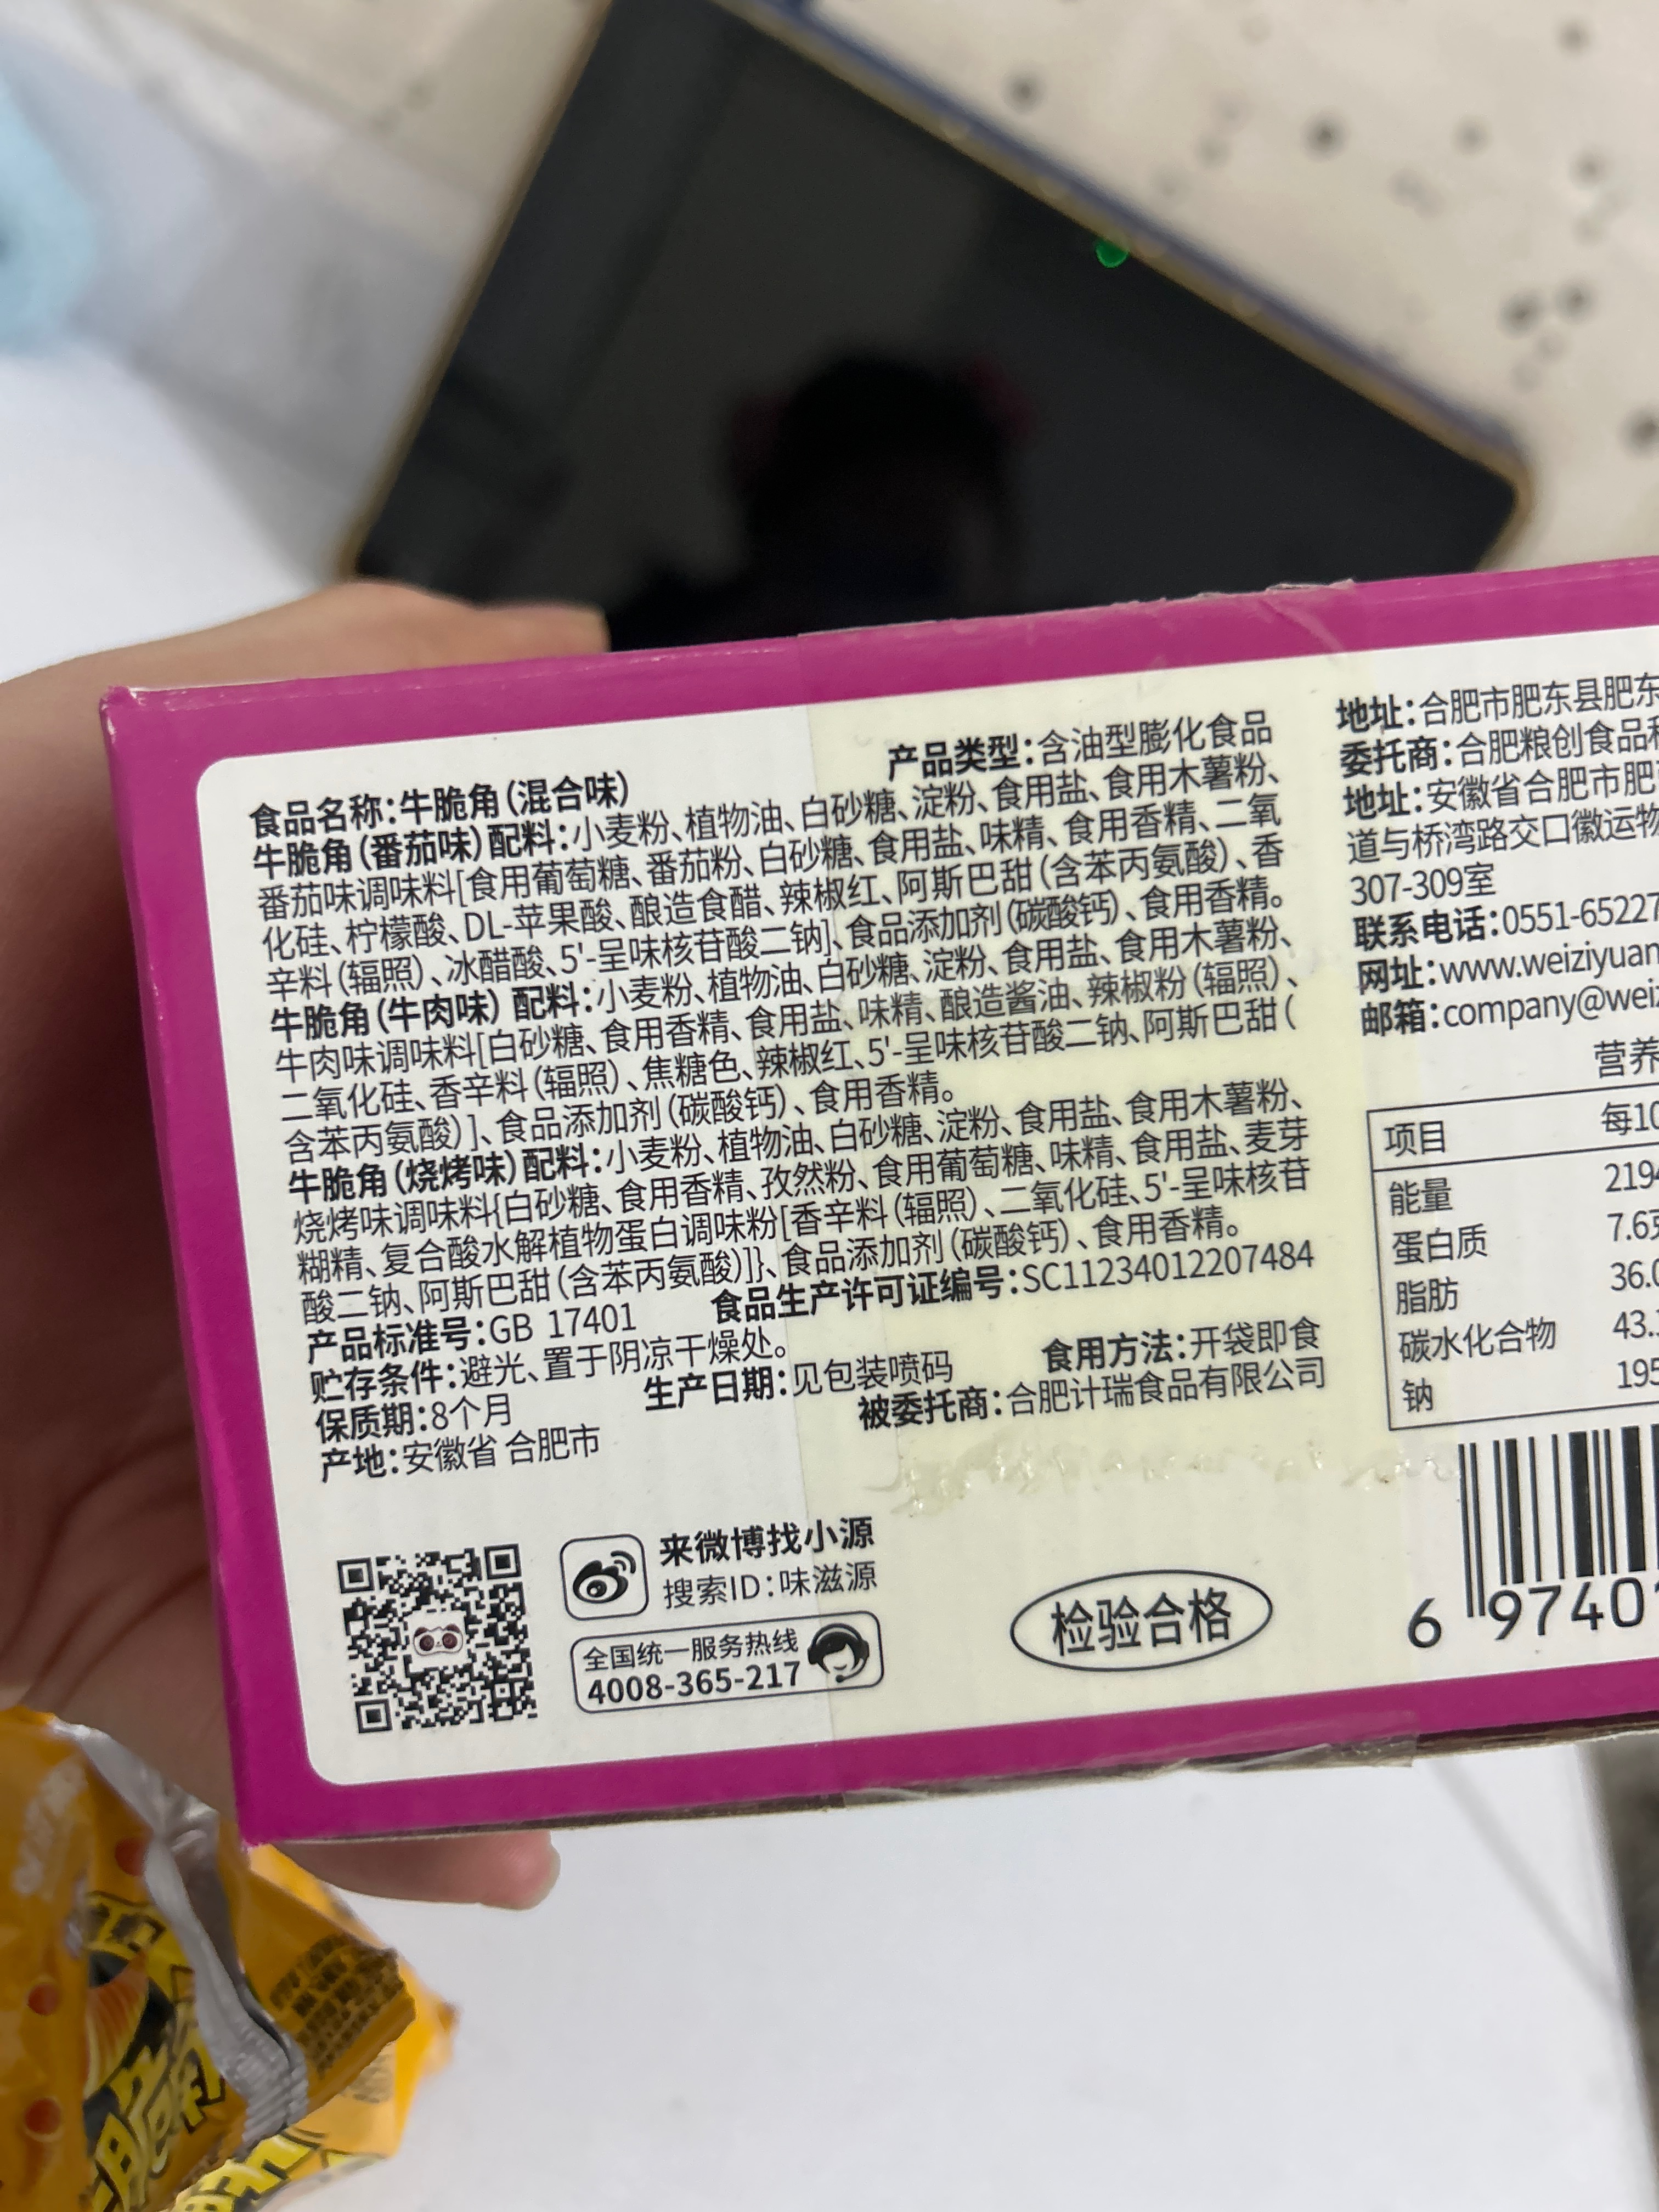 食品名称:牛脆角(混合味) 产品类型:含油型膨化食品
牛脆角(番茄味)配料:小麦粉、植物油、白砂糖、淀粉、食用盐、食用木薯粉、
番茄味调味料[食用葡萄糖、番茄粉、白砂糖、食用盐、味精、食用香精、二氧
化硅、柠檬酸、DL-苹果酸、酿造食醋、辣椒红、阿斯巴甜(含苯丙氨酸)、香
辛料(辐照)、冰醋酸、5'-呈味核苷酸二钠]、食品添加剂(碳酸钙)、食用香精。
牛脆角(牛肉味)配料:小麦粉、植物油、白砂糖、淀粉、食用盐、食用木薯粉、
牛肉味调味料[白砂糖、食用香精、食用盐、味精、酿造酱油、辣椒粉(辐照)、
二氧化硅、香辛料(辐照)、焦糖色、辣椒红、5'-呈味核苷酸二钠、阿斯巴甜(
含苯丙氨酸)]、食品添加剂(碳酸钙)、食用香精。
牛脆角(烧烤味)配料:小麦粉、植物油、白砂糖、淀粉、食用盐、食用木薯粉、
烧烤味调味料{白砂糖、食用香精、孜然粉、食用葡萄糖、味精、食用盐、麦芽
糊精、复合酸水解植物蛋白调味粉[香辛料(辐照)、二氧化硅、5'-呈味核苷
酸二钠、阿斯巴甜(含苯丙氨酸)]}、食品添加剂(碳酸钙)、食用香精。
产品标准号:GB 17401 食品生产许可证编号:SC11234012207484
贮存条件:避光、置于阴凉干燥处。 食用方法:开袋即食
保质期:8个月 生产日期:见包装喷码
产地:安徽省 合肥市 被委托商:合肥计瑞食品有限公司
来微博找小源
搜索ID:味滋源
全国统一服务热线
4008-365-217
检验合格
地址:合肥市肥东县肥东
委托商:合肥粮创食品科
地址:安徽省合肥市肥
道与桥湾路交口徽运物
307-309室
联系电话:0551-65227
网址:www.weiziyuan
邮箱:company@wei
营养
项目 每10
能量 219
蛋白质 7.6克
脂肪 36.0
碳水化合物 43.
钠 195
6 97401